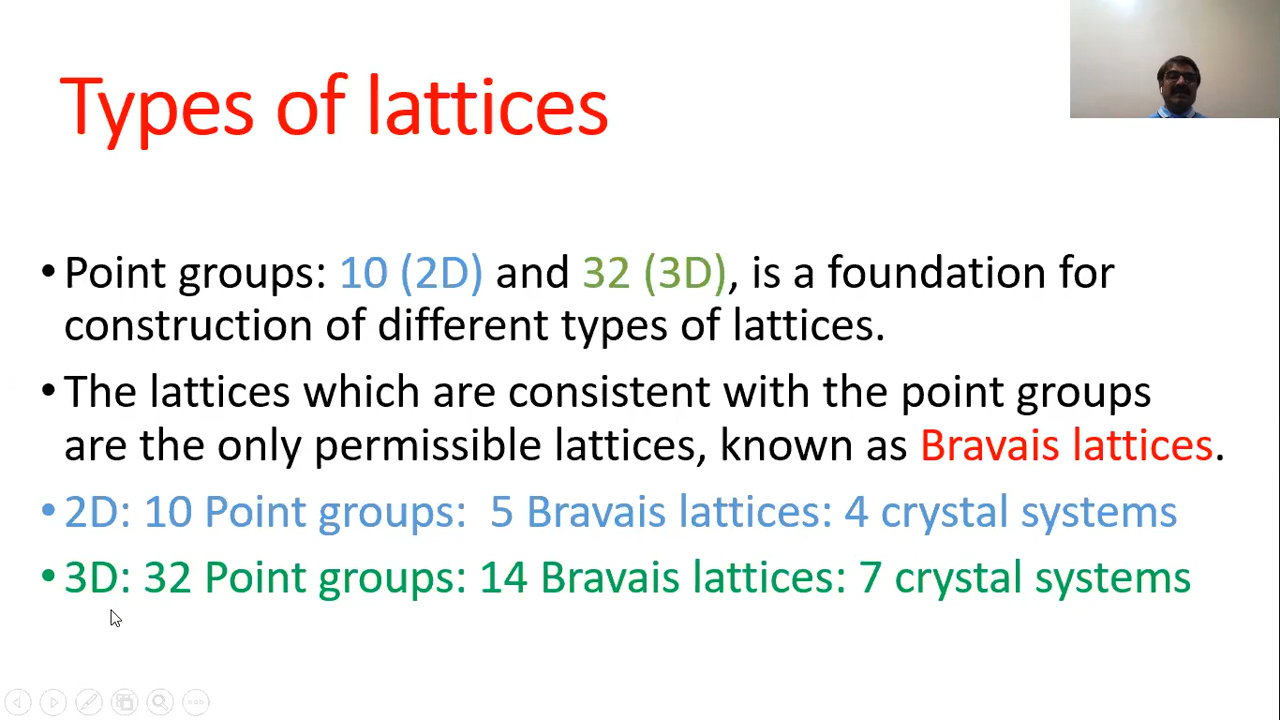 Types of lattices
• Point groups: 10 (2D) and 32 (3D), is a foundation for
construction of different types of lattices.
• The lattices which are consistent with the point groups
are the only permissible lattices, known as Bravais lattices.
• 2D: 10 Point groups:  5 Bravais lattices: 4 crystal systems
• 3D: 32 Point groups: 14 Bravais lattices: 7 crystal systems